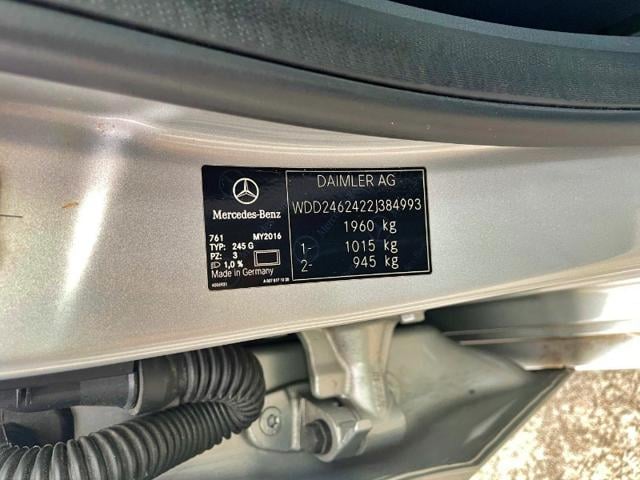 Mercedes-Benz
761 MY2016
TYP: 245 G
PZ: 3
1,0 %
Made in Germany
DAIMLER AG
WDD2462422J384993
1960 kg
1- 1015 kg
2- 945 kg